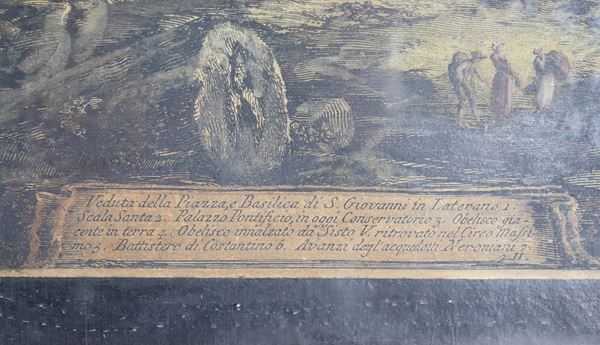 Veduta della Piazza, e Basilica di S. Giovanni in Laterano 1.
Scala Santa 2. Palazzo Pontificio, in oggi Conservatorio 3. Obelisco gia-
cente in terra 4. Obelisco innalzato da Sisto V. ritrovato nel Circo Massi-
mo 5. Battistero di Costantino 6. Avanzi degl'acquedotti Neroniani 7.